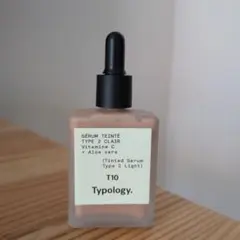 SÉRUM TEINTÉ
TYPE 2 CLAIR
Vitamine C
+ Aloe vera
(Tinted Serum
Type 2 Light)
T10
Typology.